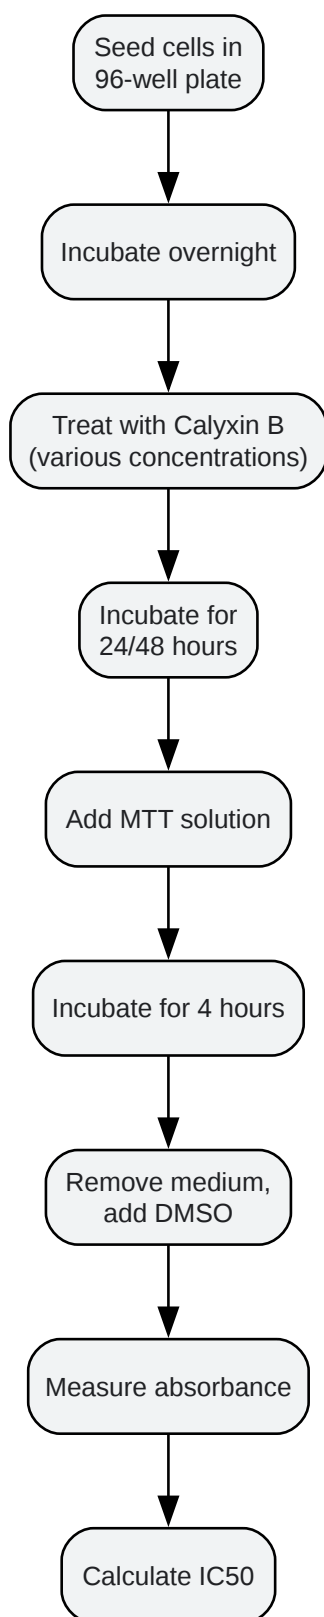 Seed cells in
96-well plate
Incubate overnight
Treat with Calyxin B
(various concentrations)
Incubate for
24/48 hours
Add MTT solution
Incubate for 4 hours
Remove medium,
add DMSO
Measure absorbance
Calculate IC50